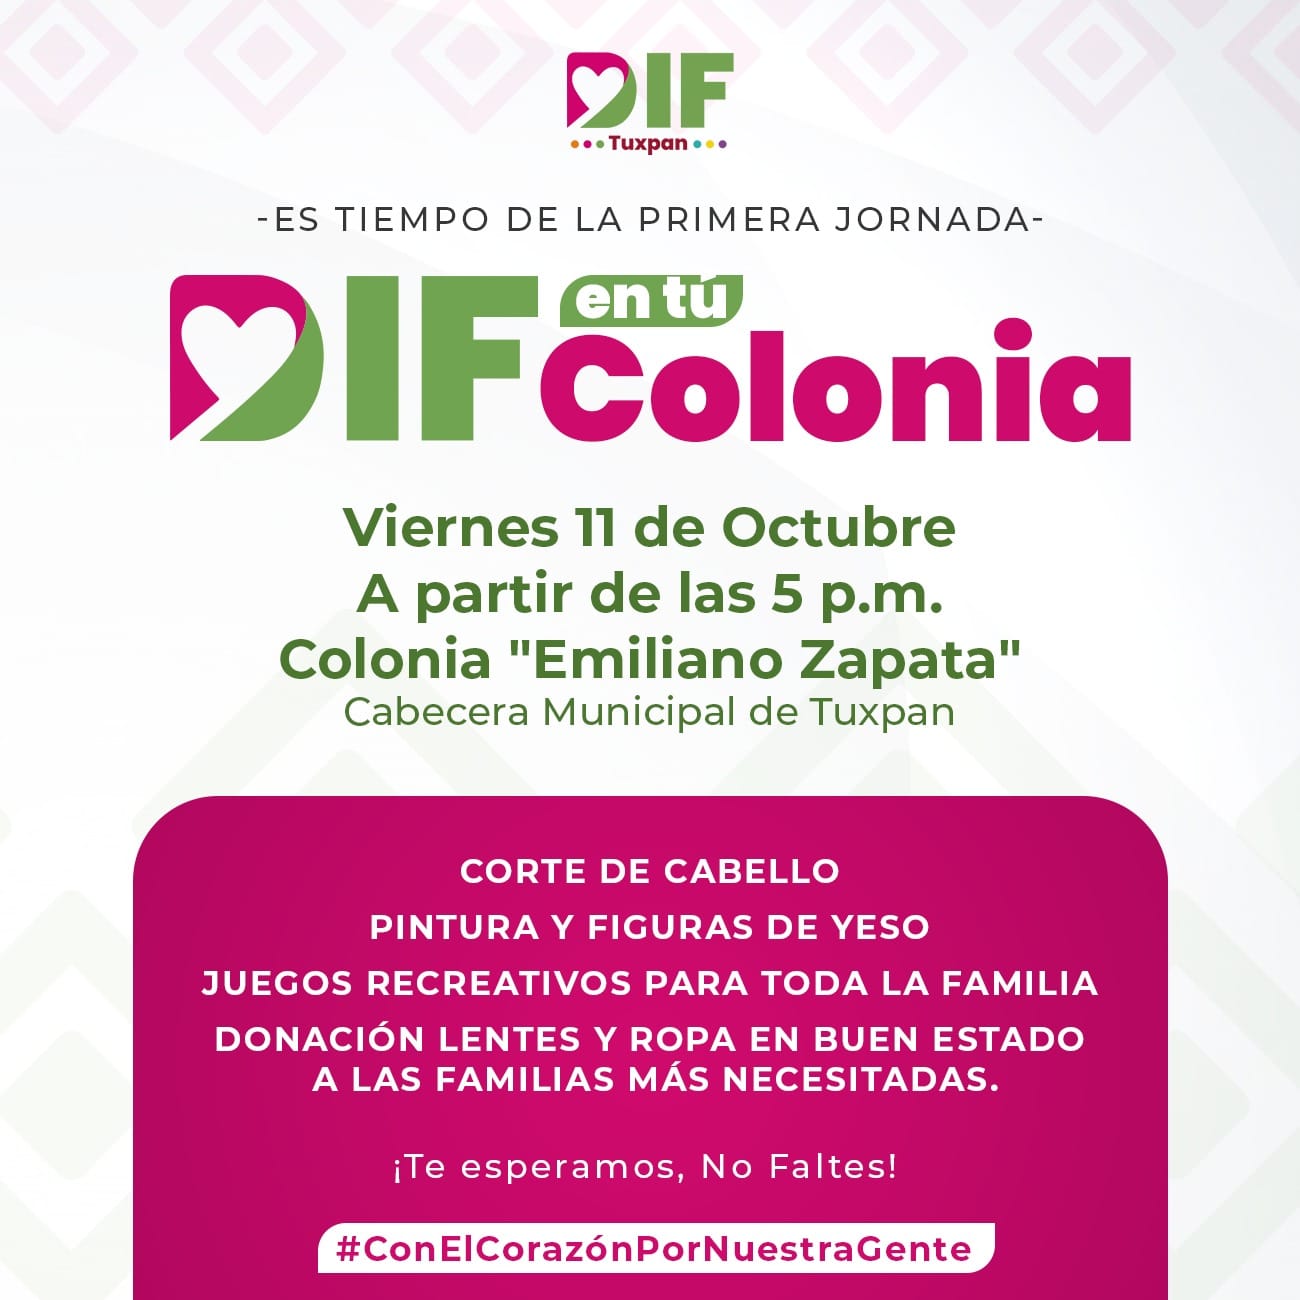 DIF
Tuxpan
-ES TIEMPO DE LA PRIMERA JORNADA-
DIF en tú Colonia
Viernes 11 de Octubre
A partir de las 5 p.m.
Colonia "Emiliano Zapata"
Cabecera Municipal de Tuxpan
CORTE DE CABELLO
PINTURA Y FIGURAS DE YESO
JUEGOS RECREATIVOS PARA TODA LA FAMILIA
DONACIÓN LENTES Y ROPA EN BUEN ESTADO
A LAS FAMILIAS MÁS NECESITADAS.
¡Te esperamos, No Faltes!
#ConElCorazónPorNuestraGente